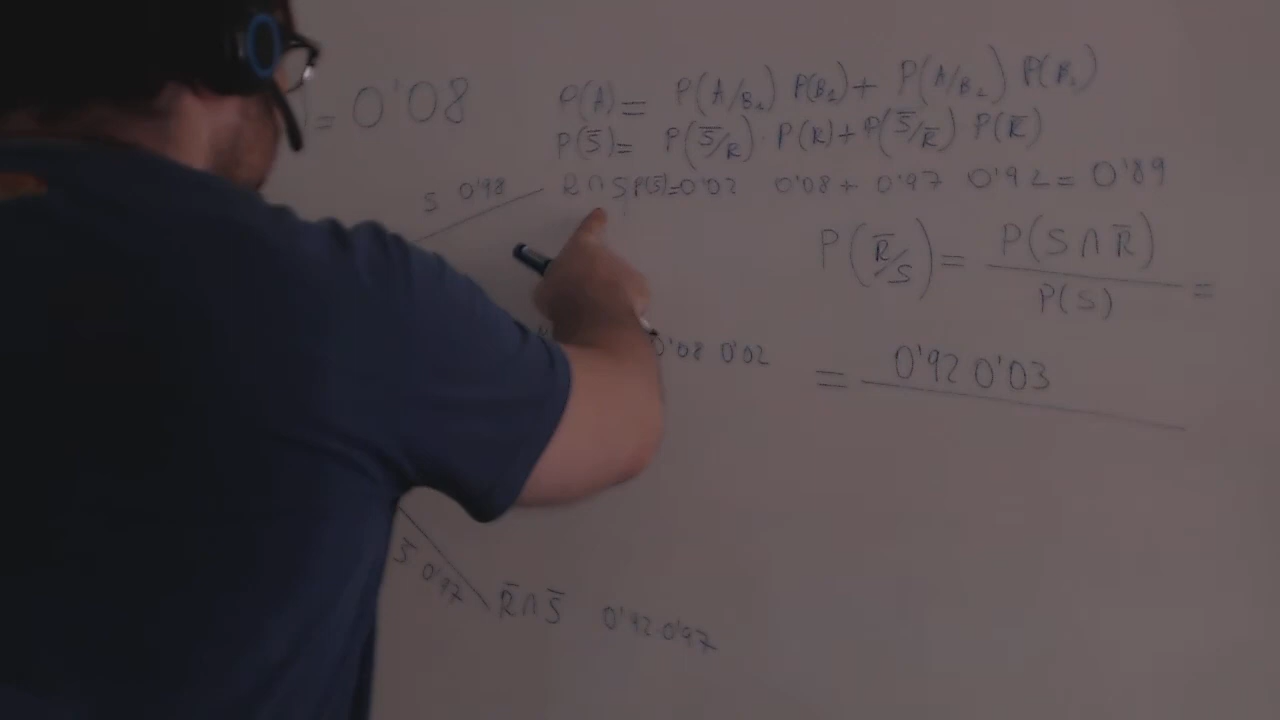 = 0'08
P(A) = P(A/B₁) P(B₁) + P(A/B₂) P(B₂)
P(S̅) = P(S̅/R) · P(R) + P(S̅/R̅) P(R̅)
S 0'98
R ∩ S P(S̅)=0'02 0'08 + 0'97 0'92 = 0'89
P(R̅/S) = P(S ∩ R̅) / P(S) =
0'08 0'02
= 0'92 0'03
S̅ 0'97
R̅ ∩ S̅ 0'92 0'97